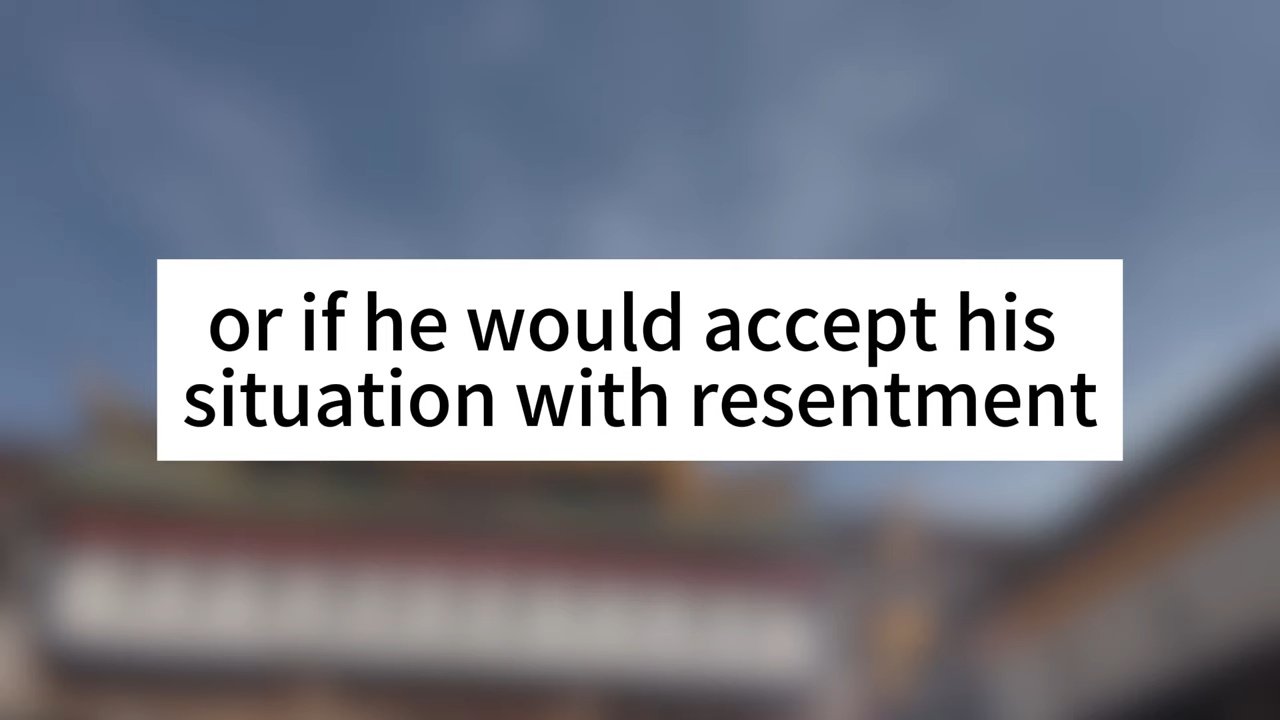 or if he would accept his
situation with resentment